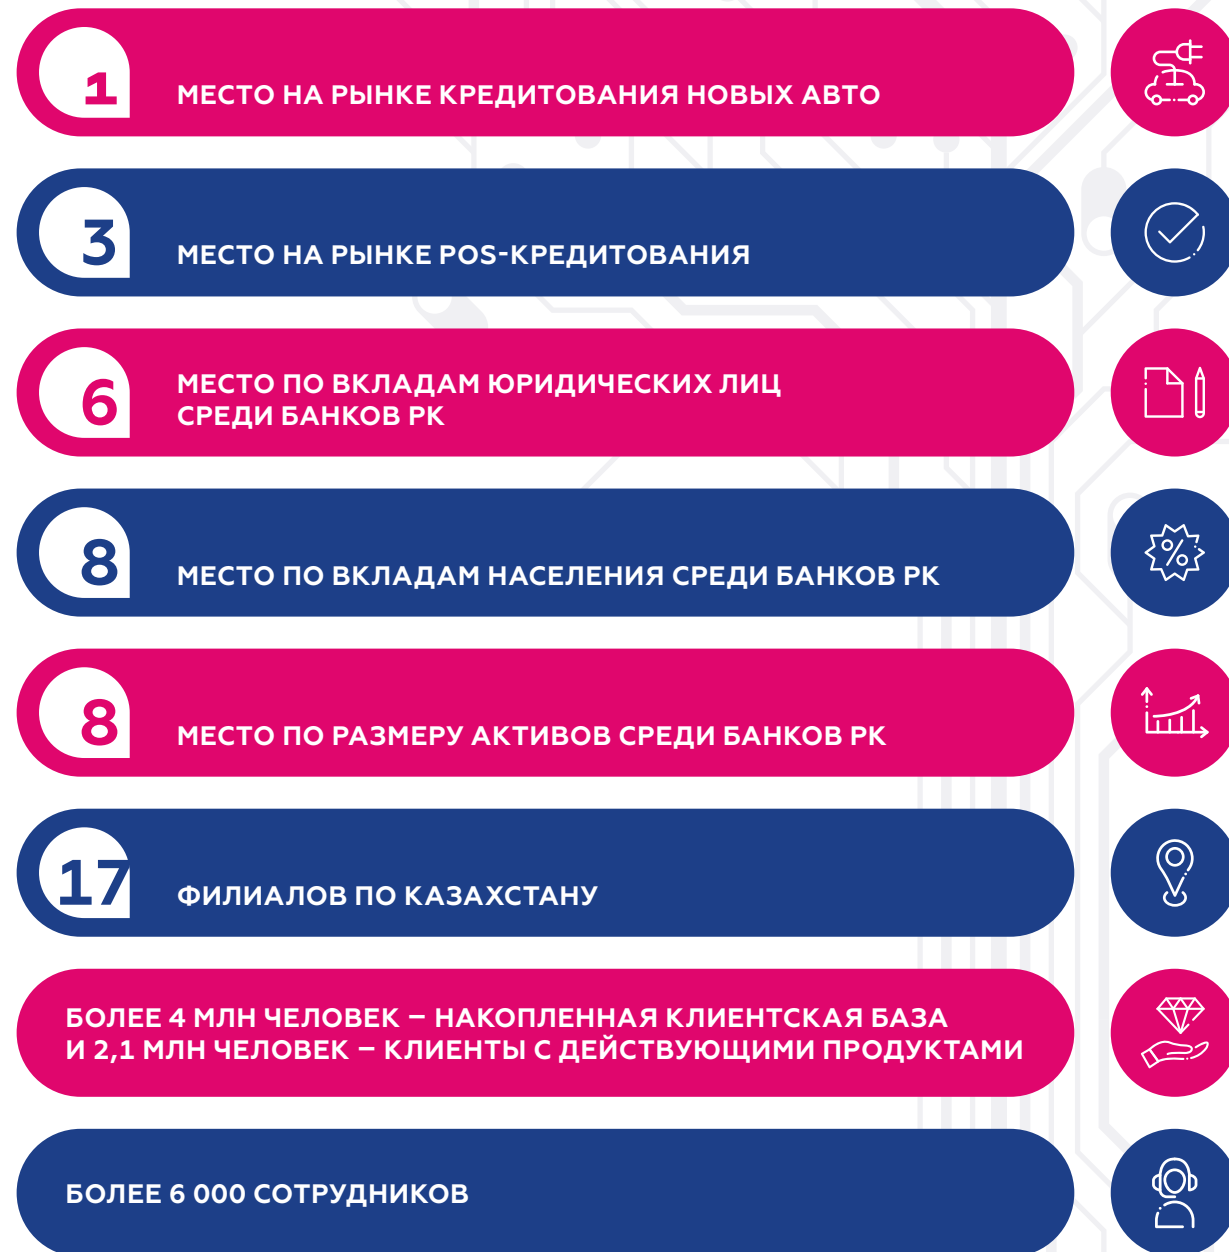 1
МЕСТО НА РЫНКЕ КРЕДИТОВАНИЯ НОВЫХ АВТО
3
МЕСТО НА РЫНКЕ POS-КРЕДИТОВАНИЯ
6
МЕСТО ПО ВКЛАДАМ ЮРИДИЧЕСКИХ ЛИЦ
СРЕДИ БАНКОВ РК
8
МЕСТО ПО ВКЛАДАМ НАСЕЛЕНИЯ СРЕДИ БАНКОВ РК
8
МЕСТО ПО РАЗМЕРУ АКТИВОВ СРЕДИ БАНКОВ РК
17
ФИЛИАЛОВ ПО КАЗАХСТАНУ
БОЛЕЕ 4 МЛН ЧЕЛОВЕК – НАКОПЛЕННАЯ КЛИЕНТСКАЯ БАЗА
И 2,1 МЛН ЧЕЛОВЕК – КЛИЕНТЫ С ДЕЙСТВУЮЩИМИ ПРОДУКТАМИ
БОЛЕЕ 6 000 СОТРУДНИКОВ
%